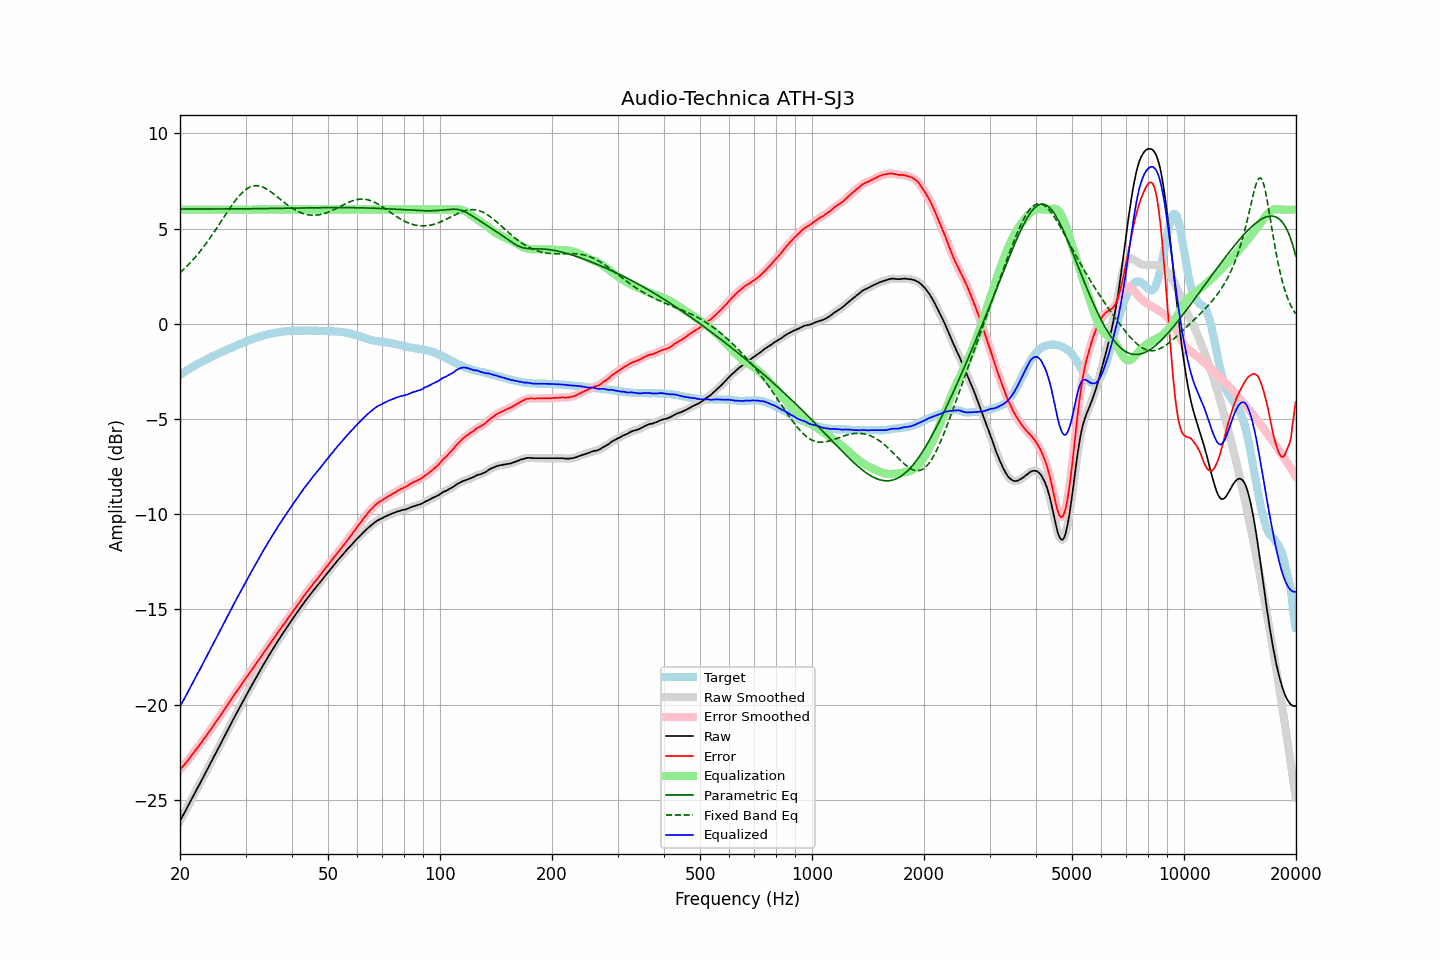 Audio-Technica ATH-SJ3
10
5
0
−5
−10
−15
−20
−25
Amplitude (dBr)
Target
Raw Smoothed
Error Smoothed
Raw
Error
Equalization
Parametric Eq
Fixed Band Eq
Equalized
20 50 100 200 500 1000 2000 5000 10000 20000
Frequency (Hz)